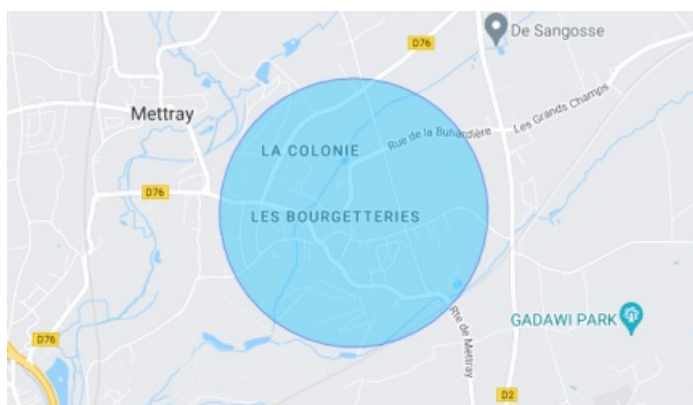 De Sangosse
D76
Mettray
Les Grands Champs
Rue de la Buhardière
LA COLONIE
D76
LES BOURGETTERIES
GADAWI PARK
Rte de Mettray
D76
D2